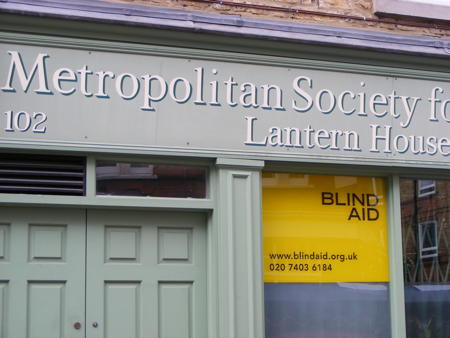 Metropolitan Society fo
102
Lantern House
BLIND
AID
www.blindaid.org.uk
020 7403 6184